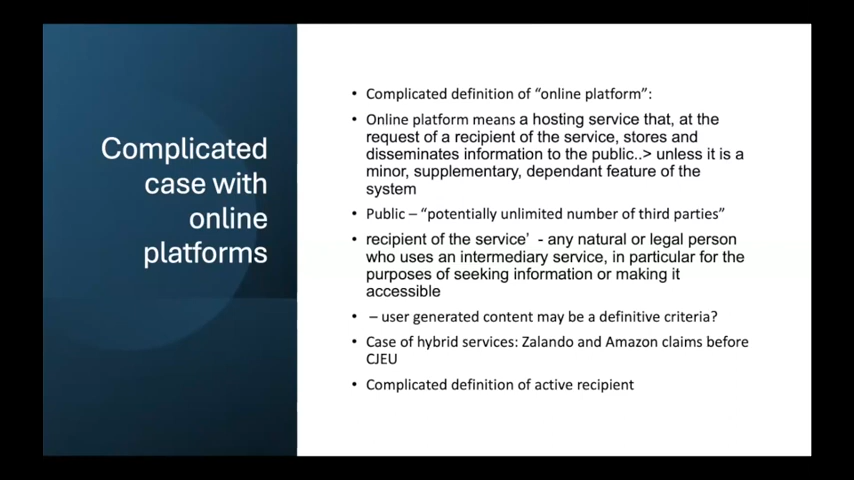 Complicated
case with
online
platforms
• Complicated definition of “online platform”:
• Online platform means a hosting service that, at the
request of a recipient of the service, stores and
disseminates information to the public..> unless it is a
minor, supplementary, dependant feature of the
system
• Public – “potentially unlimited number of third parties”
• recipient of the service’ - any natural or legal person
who uses an intermediary service, in particular for the
purposes of seeking information or making it
accessible
• – user generated content may be a definitive criteria?
• Case of hybrid services: Zalando and Amazon claims before
CJEU
• Complicated definition of active recipient